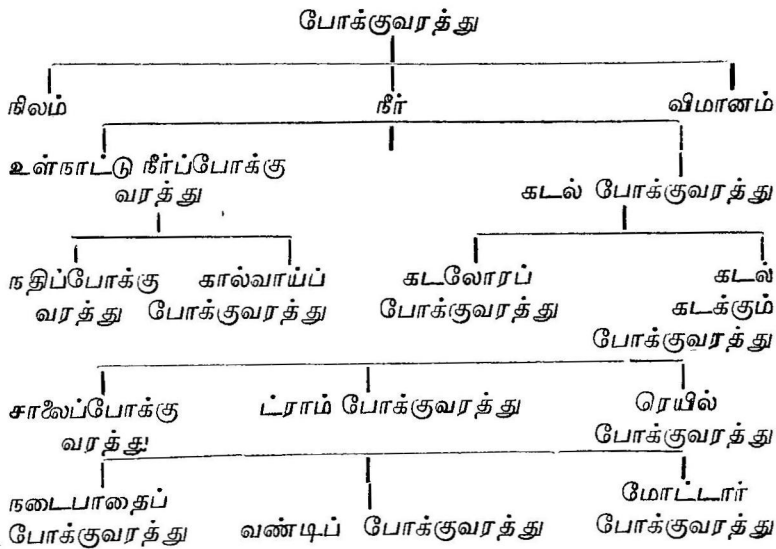 போக்குவரத்து
நிலம் நீர் விமானம்
உள்நாட்டு நீர்ப்போக்கு
வரத்து
கடல் போக்குவரத்து
நதிப்போக்கு
வரத்து
கால்வாய்ப்
போக்குவரத்து
கடலோரப்
போக்குவரத்து
கடல்
கடக்கும்
போக்குவரத்து
சாலைப்போக்கு
வரத்து
ட்ராம் போக்குவரத்து
ரெயில்
போக்குவரத்து
நடைபாதைப்
போக்குவரத்து
வண்டிப் போக்குவரத்து
மோட்டார்
போக்குவரத்து